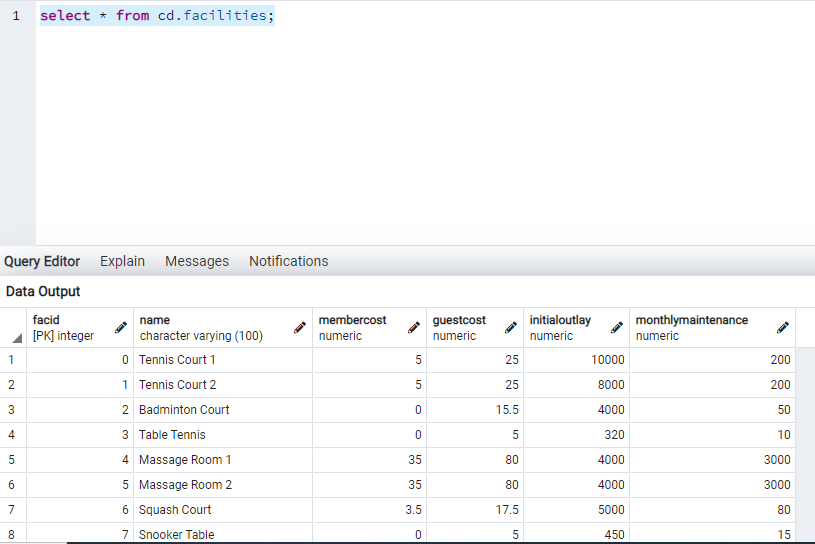 1 select * from cd.facilities;
Query Editor Explain Messages Notifications
Data Output
facid name membercost guestcost initialoutlay monthlymaintenance
[PK] integer character varying (100) numeric numeric numeric numeric
1 0 Tennis Court 1 5 25 10000 200
2 1 Tennis Court 2 5 25 8000 200
3 2 Badminton Court 0 15.5 4000 50
4 3 Table Tennis 0 5 320 10
5 4 Massage Room 1 35 80 4000 3000
6 5 Massage Room 2 35 80 4000 3000
7 6 Squash Court 3.5 17.5 5000 80
8 7 Snooker Table 0 5 450 15